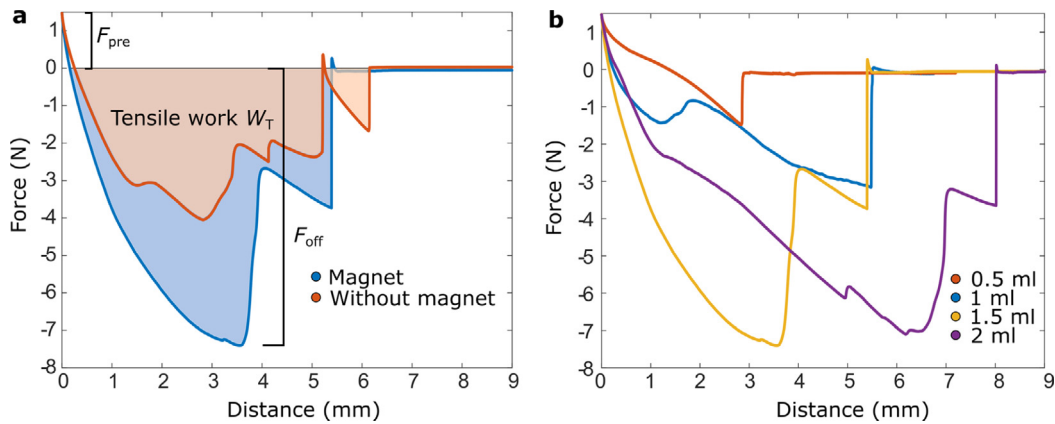 a
Force (N)
1
0
-1
-2
-3
-4
-5
-6
-7
-8
F_pre
Tensile work W_T
F_off
Magnet
Without magnet
0 1 2 3 4 5 6 7 8 9
Distance (mm)
b
Force (N)
1
0
-1
-2
-3
-4
-5
-6
-7
-8
0.5 ml
1 ml
1.5 ml
2 ml
0 1 2 3 4 5 6 7 8 9
Distance (mm)